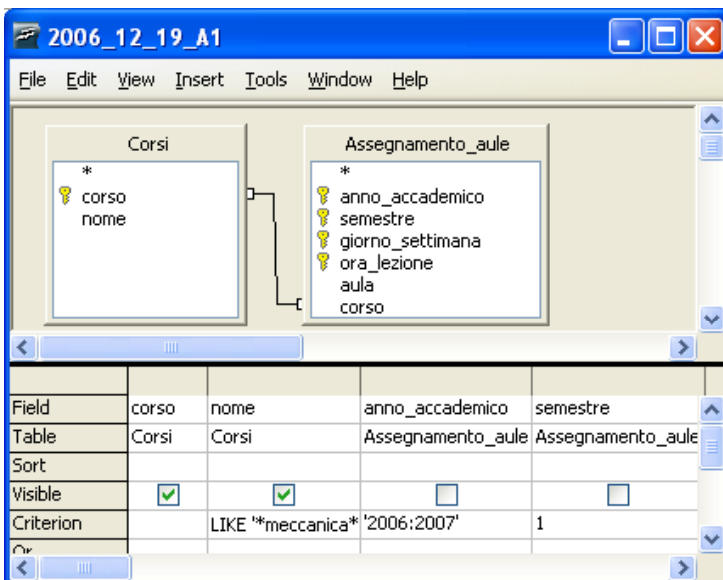 2006_12_19_A1
File Edit View Insert Tools Window Help
Corsi
*
corso
nome
Assegnamento_aule
*
anno_accademico
semestre
giorno_settimana
ora_lezione
aula
corso
Field corso nome anno_accademico semestre
Table Corsi Corsi Assegnamento_aule Assegnamento_aule
Sort
Visible
Criterion LIKE '*meccanica* '2006;2007' 1
Or